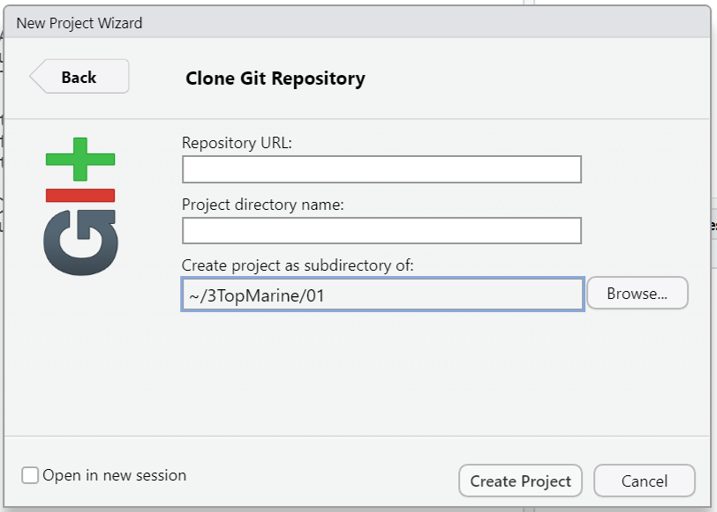 New Project Wizard
Back
Clone Git Repository
Repository URL:
Project directory name:
Create project as subdirectory of:
~/3TopMarine/01
Browse...
Open in new session
Create Project
Cancel